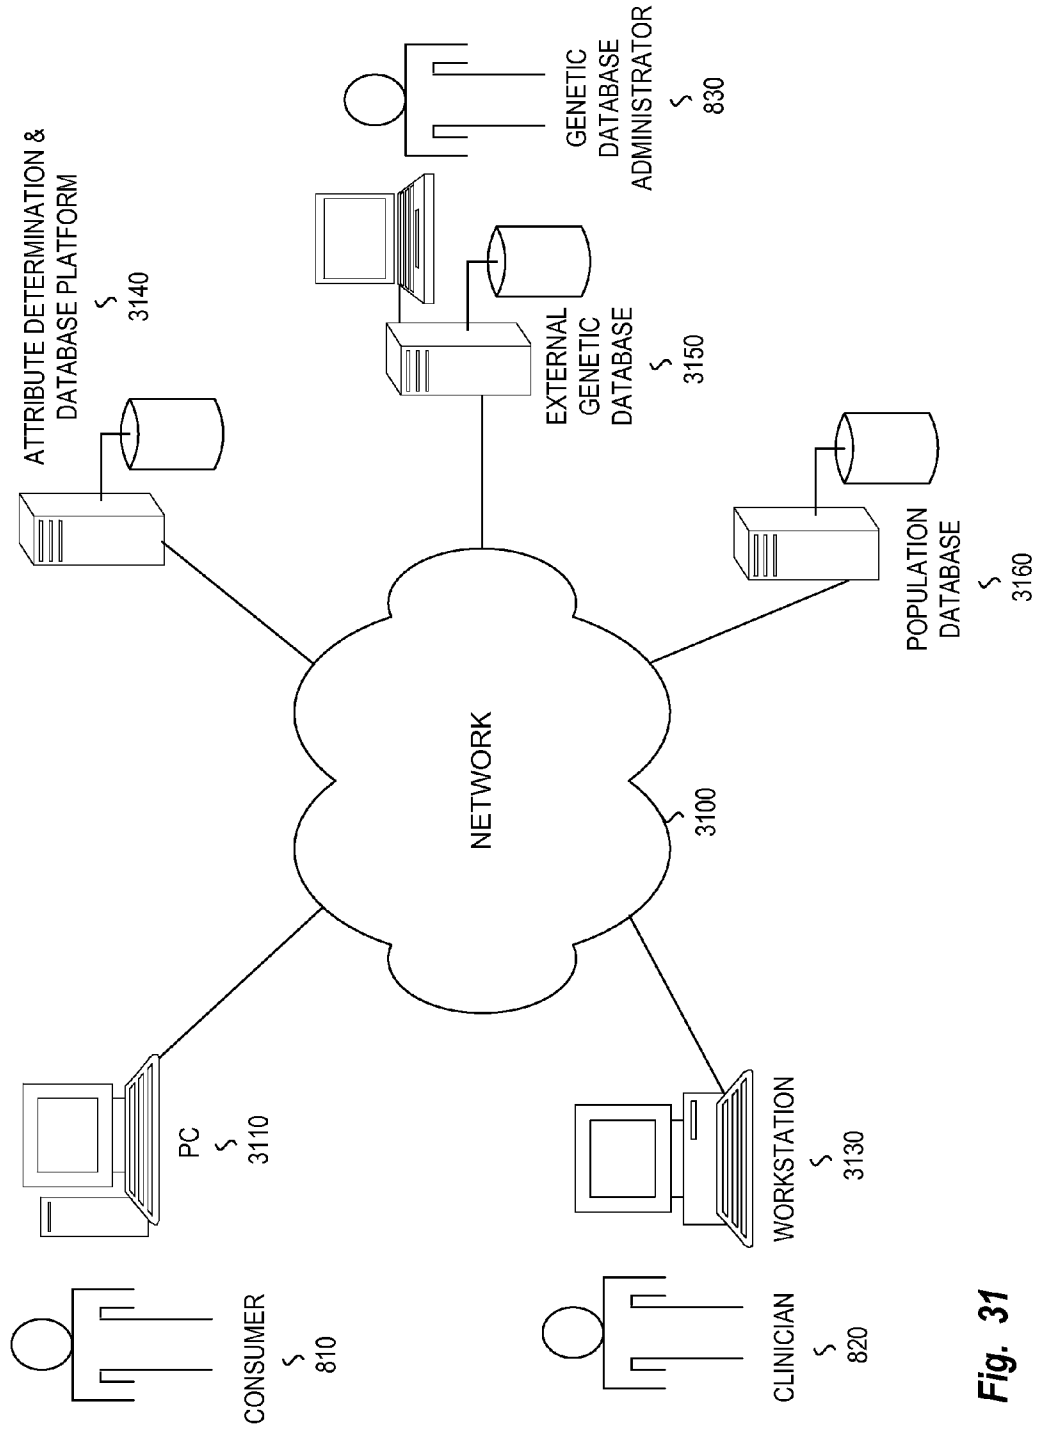 ATTRIBUTE DETERMINATION &
DATABASE PLATFORM
3140
CONSUMER
810
PC
3110
NETWORK
3100
EXTERNAL
GENETIC
DATABASE
3150
GENETIC
DATABASE
ADMINISTRATOR
830
CLINICIAN
820
WORKSTATION
3130
POPULATION
DATABASE
3160
Fig. 31